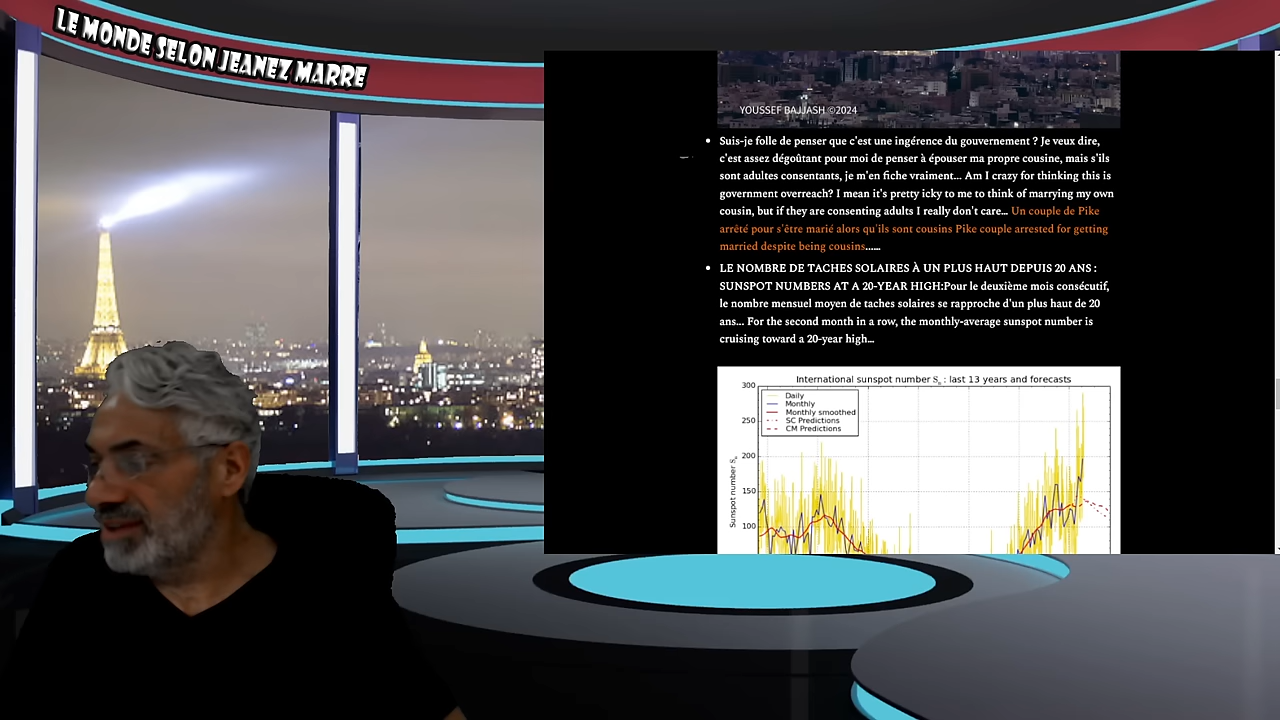 LE MONDE SELON JEANEZ MARRE
YOUSSEF BAJJASH ©2024
• Suis-je folle de penser que c'est une ingérence du gouvernement ? Je veux dire,
c'est assez dégoûtant pour moi de penser à épouser ma propre cousine, mais s'ils
sont adultes consentants, je m'en fiche vraiment... Am I crazy for thinking this is
government overreach? I mean it's pretty icky to me to think of marrying my own
cousin, but if they are consenting adults I really don't care... Un couple de Pike
arrêté pour s'être marié alors qu'ils sont cousins Pike couple arrested for getting
married despite being cousins......
• LE NOMBRE DE TACHES SOLAIRES À UN PLUS HAUT DEPUIS 20 ANS :
SUNSPOT NUMBERS AT A 20-YEAR HIGH:Pour le deuxième mois consécutif,
le nombre mensuel moyen de taches solaires se rapproche d'un plus haut de 20
ans... For the second month in a row, the monthly-average sunspot number is
cruising toward a 20-year high...
International sunspot number Sn : last 13 years and forecasts
300
250
200
150
100
Sunspot number Sn
Daily
Monthly
Monthly smoothed
SC Predictions
CM Predictions